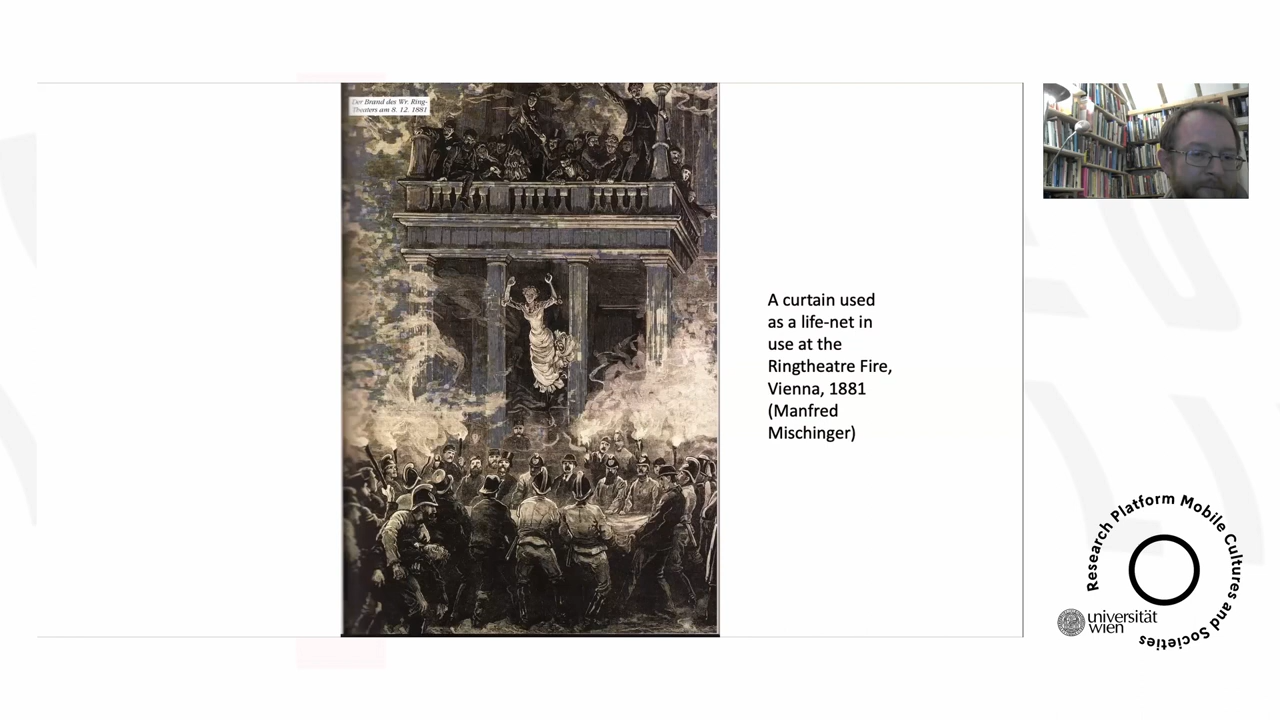 Der Brand des Wr. Ring-
Theaters am 8. 12. 1881
A curtain used
as a life-net in
use at the
Ringtheatre Fire,
Vienna, 1881
(Manfred
Mischinger)
Research Platform Mobile Cultures and Societies
universität
wien